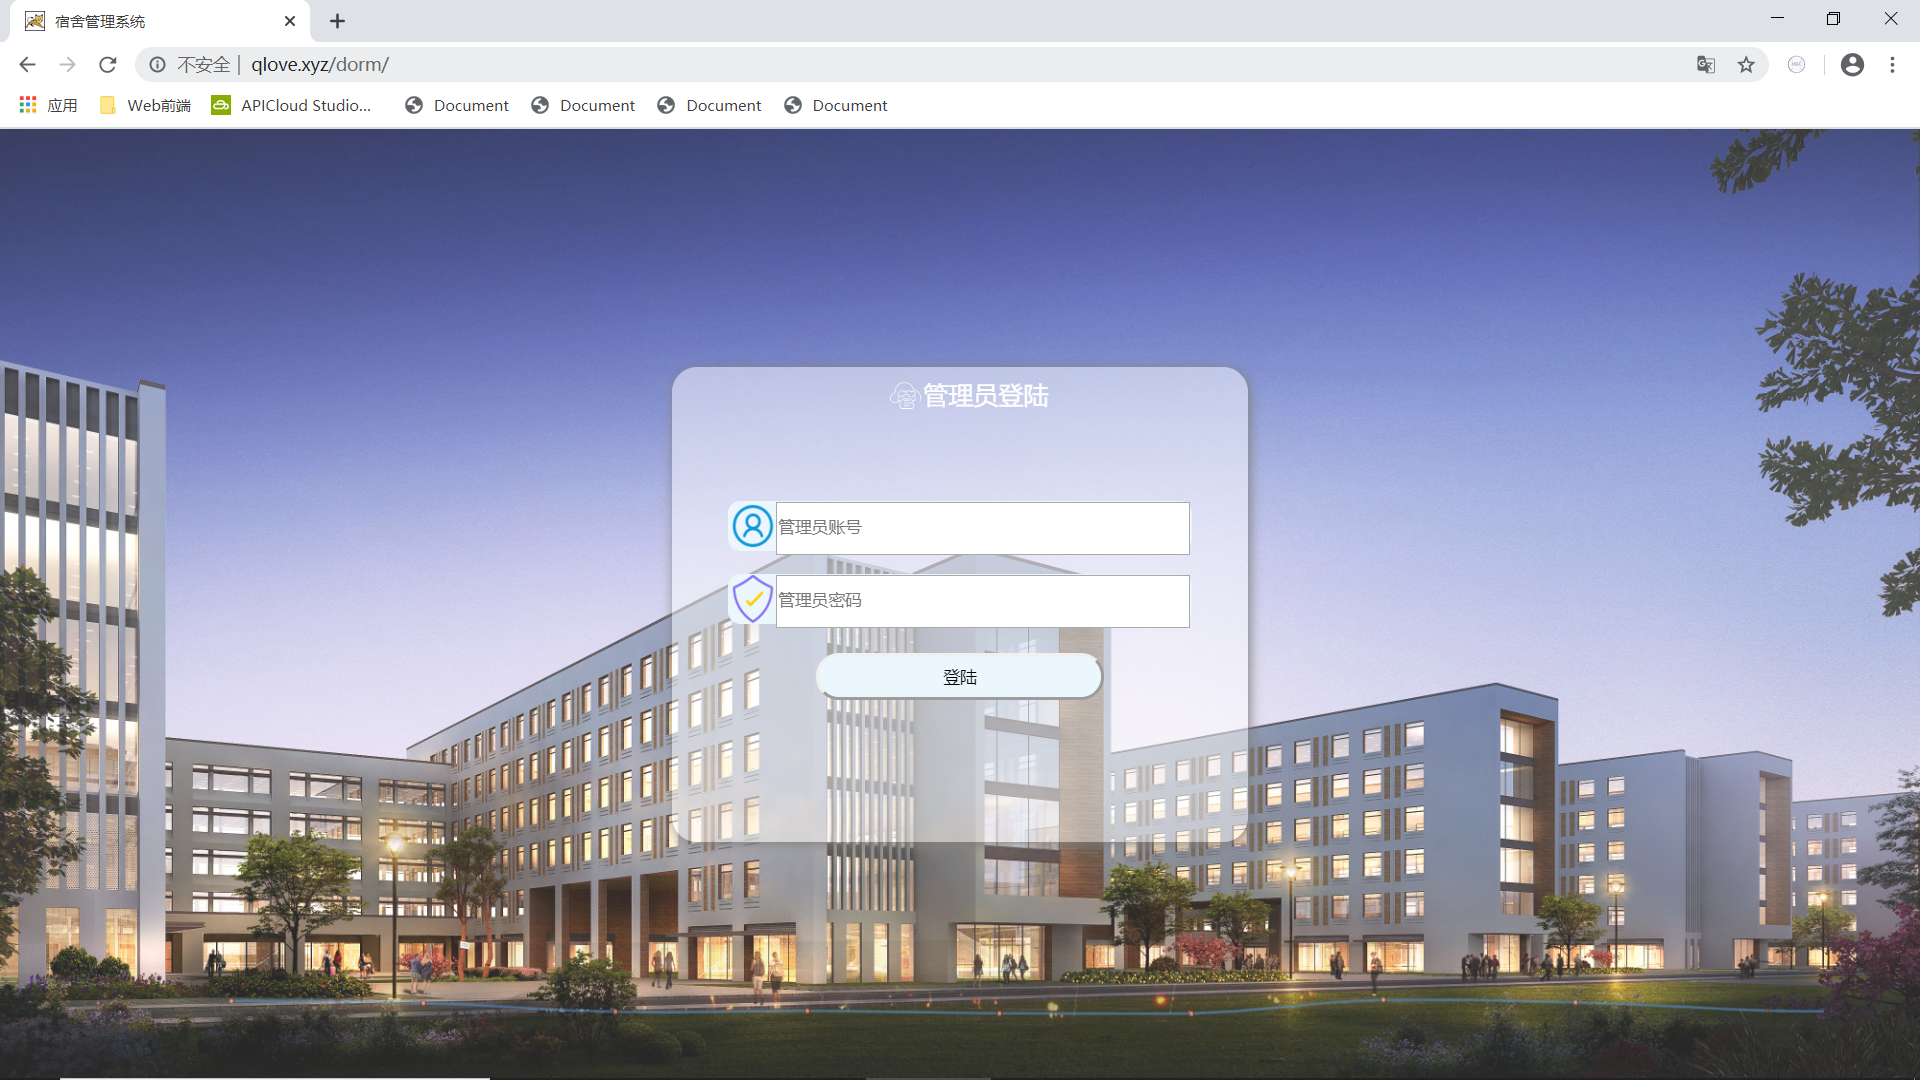 宿舍管理系统
不安全 | qlove.xyz/dorm/
应用 Web前端 APICloud Studio... Document Document Document Document
管理员登陆
管理员账号
管理员密码
登陆